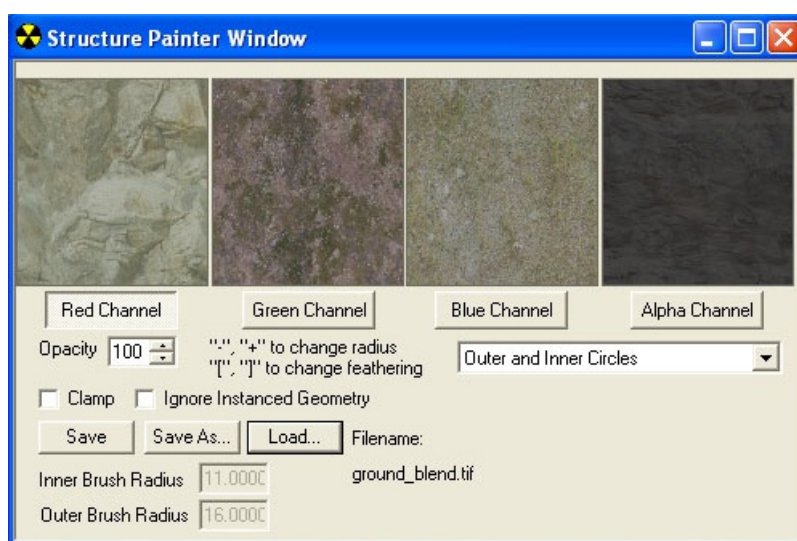 Structure Painter Window
Red Channel Green Channel Blue Channel Alpha Channel
Opacity 100 "-", "+" to change radius
"[", "]" to change feathering Outer and Inner Circles
Clamp Ignore Instanced Geometry
Save Save As... Load... Filename:
Inner Brush Radius 11.0000 ground_blend.tif
Outer Brush Radius 16.0000